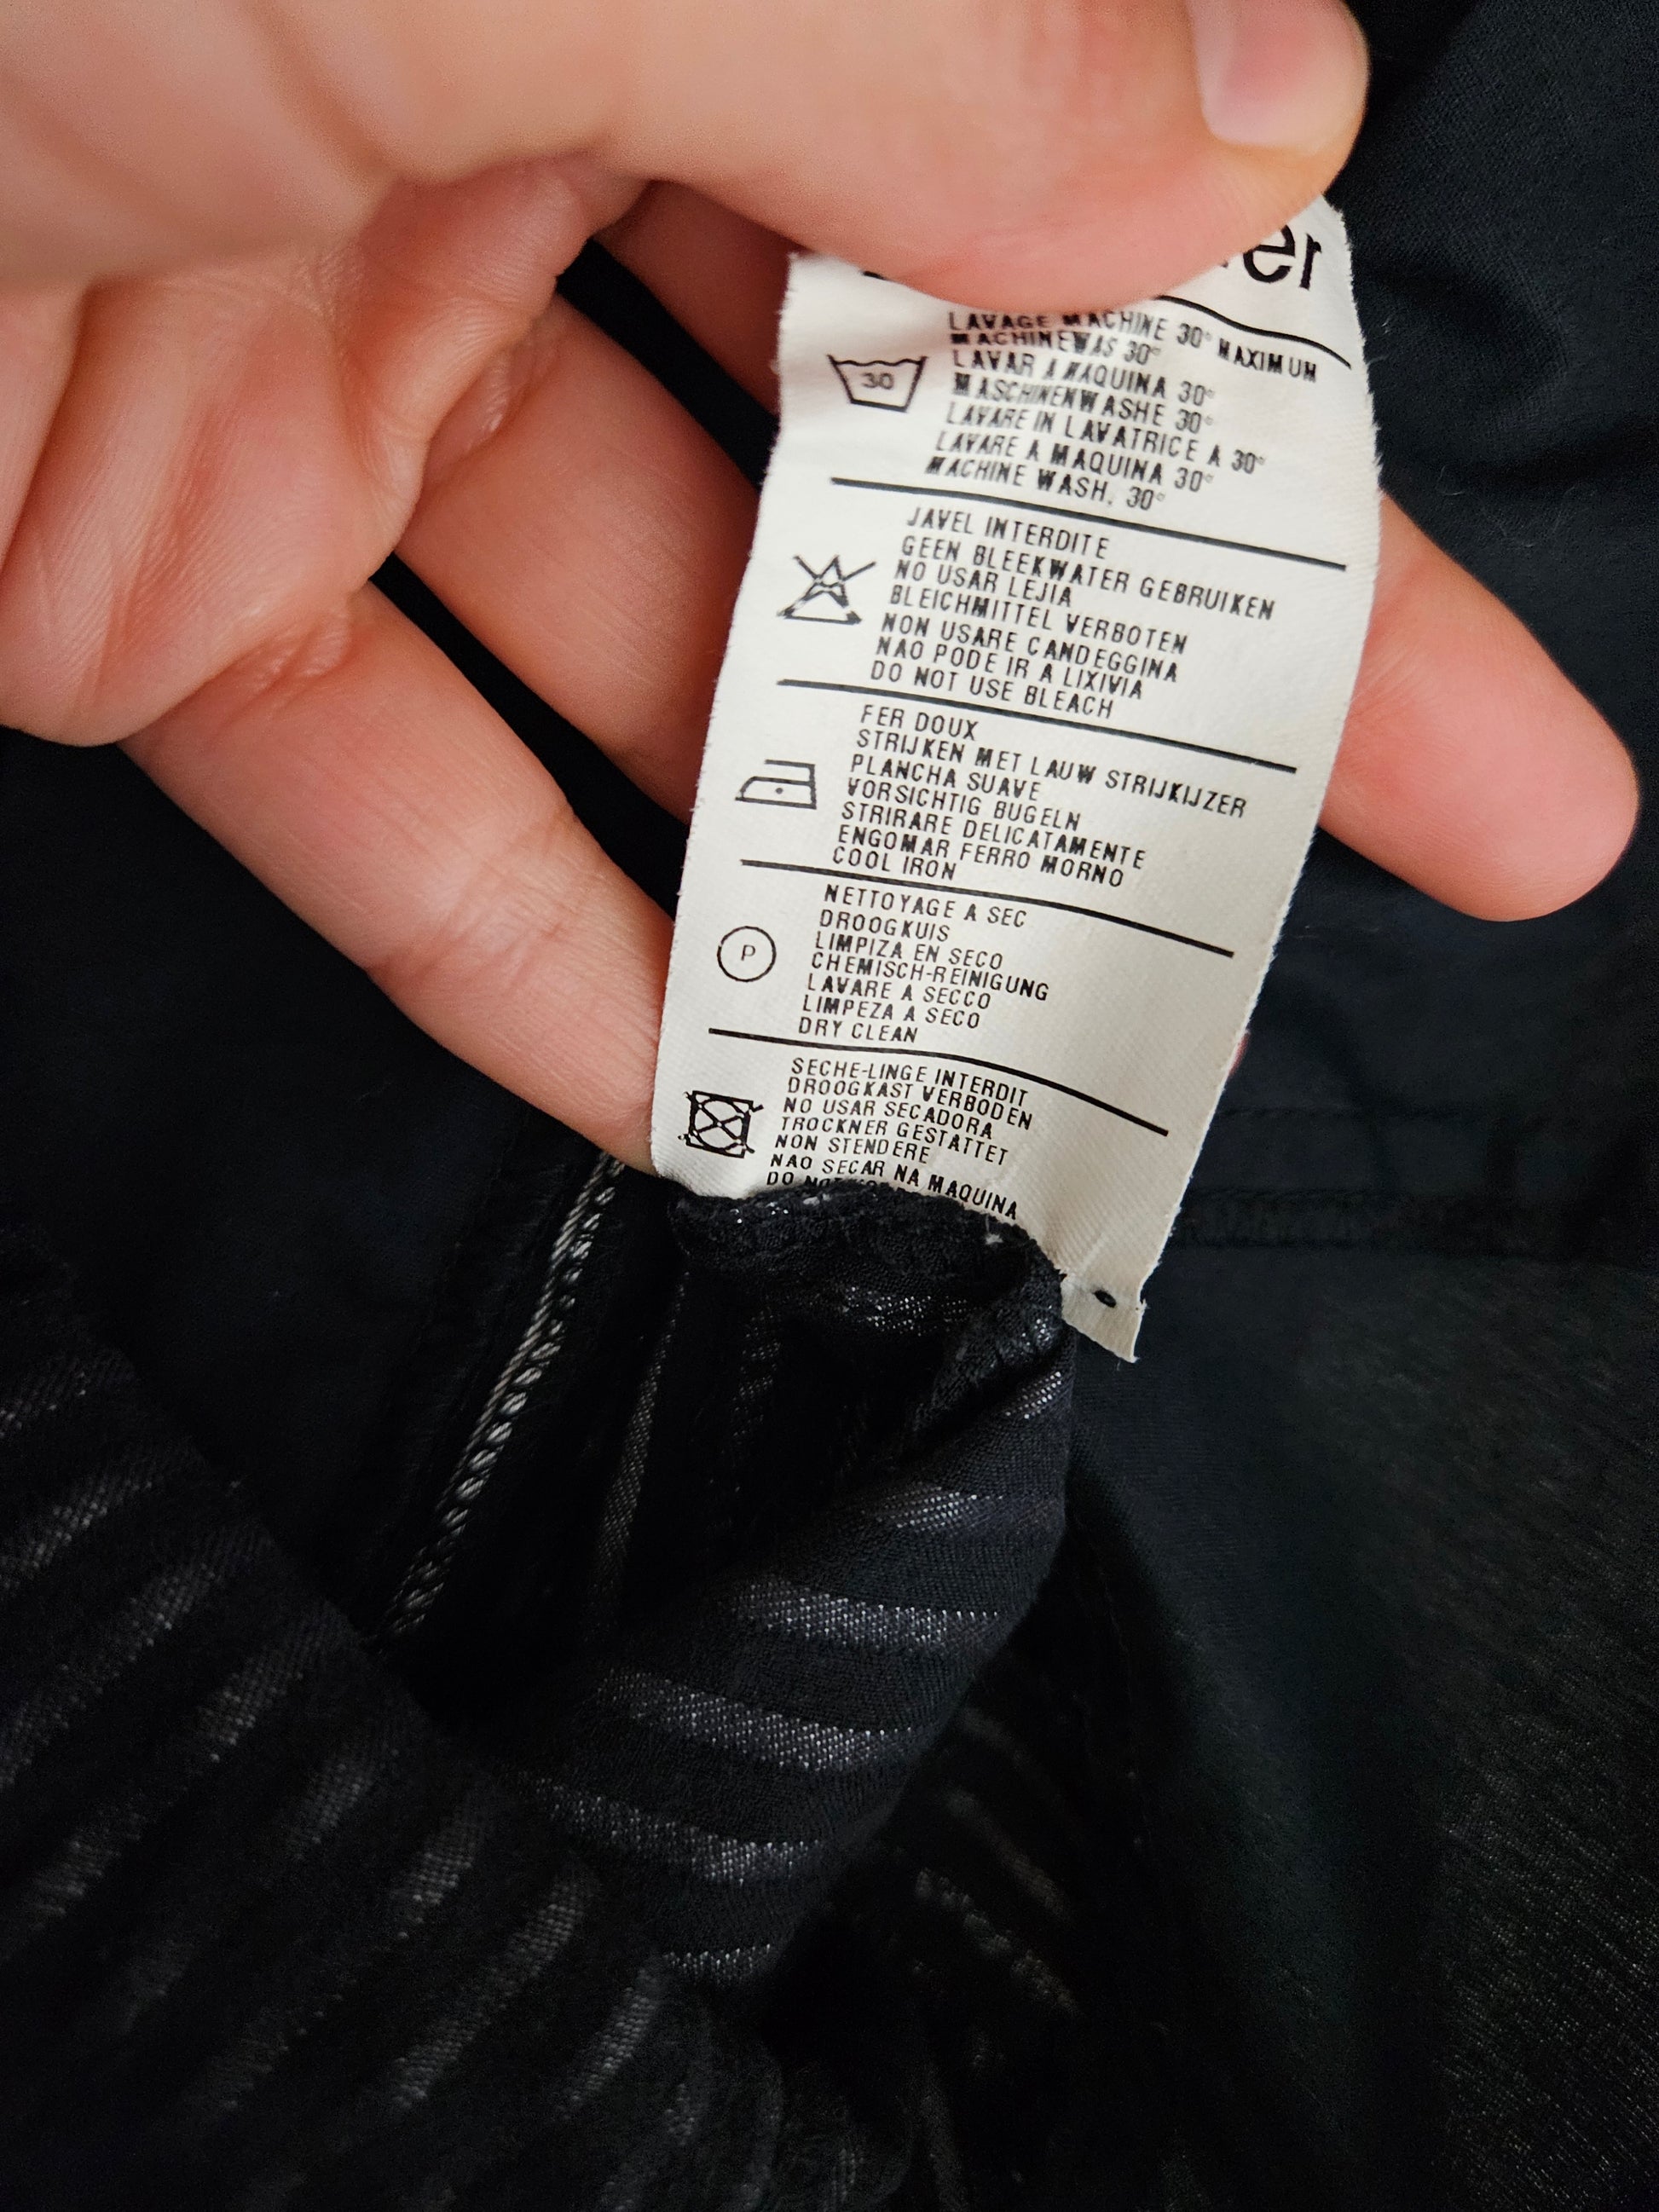 er
LAVAGE MACHINE 30° MAXIMUM
MACHINEWAS 30°
LAVAR A MAQUINA 30°
MASCHINENWASHE 30°
LAVARE IN LAVATRICE A 30°
LAVARE A MAQUINA 30°
MACHINE WASH, 30°
30
JAVEL INTERDITE
GEEN BLEEKWATER GEBRUIKEN
NO USAR LEJIA
BLEICHMITTEL VERBOTEN
NON USARE CANDEGGINA
NAO PODE IR A LIXIVIA
DO NOT USE BLEACH
FER DOUX
STRIJKEN MET LAUW STRIJKIJZER
PLANCHA SUAVE
VORSICHTIG BUGELN
STRIRARE DELICATAMENTE
ENGOMAR FERRO MORNO
COOL IRON
NETTOYAGE A SEC
DROOGKUIS
LIMPIZA EN SECO
CHEMISCH-REINIGUNG
LAVARE A SECCO
LIMPEZA A SECO
DRY CLEAN
P
SECHE-LINGE INTERDIT
DROOGKAST VERBODEN
NO USAR SECADORA
TROCKNER GESTATTET
NON STENDERE
NAO SECAR NA MAQUINA
DO